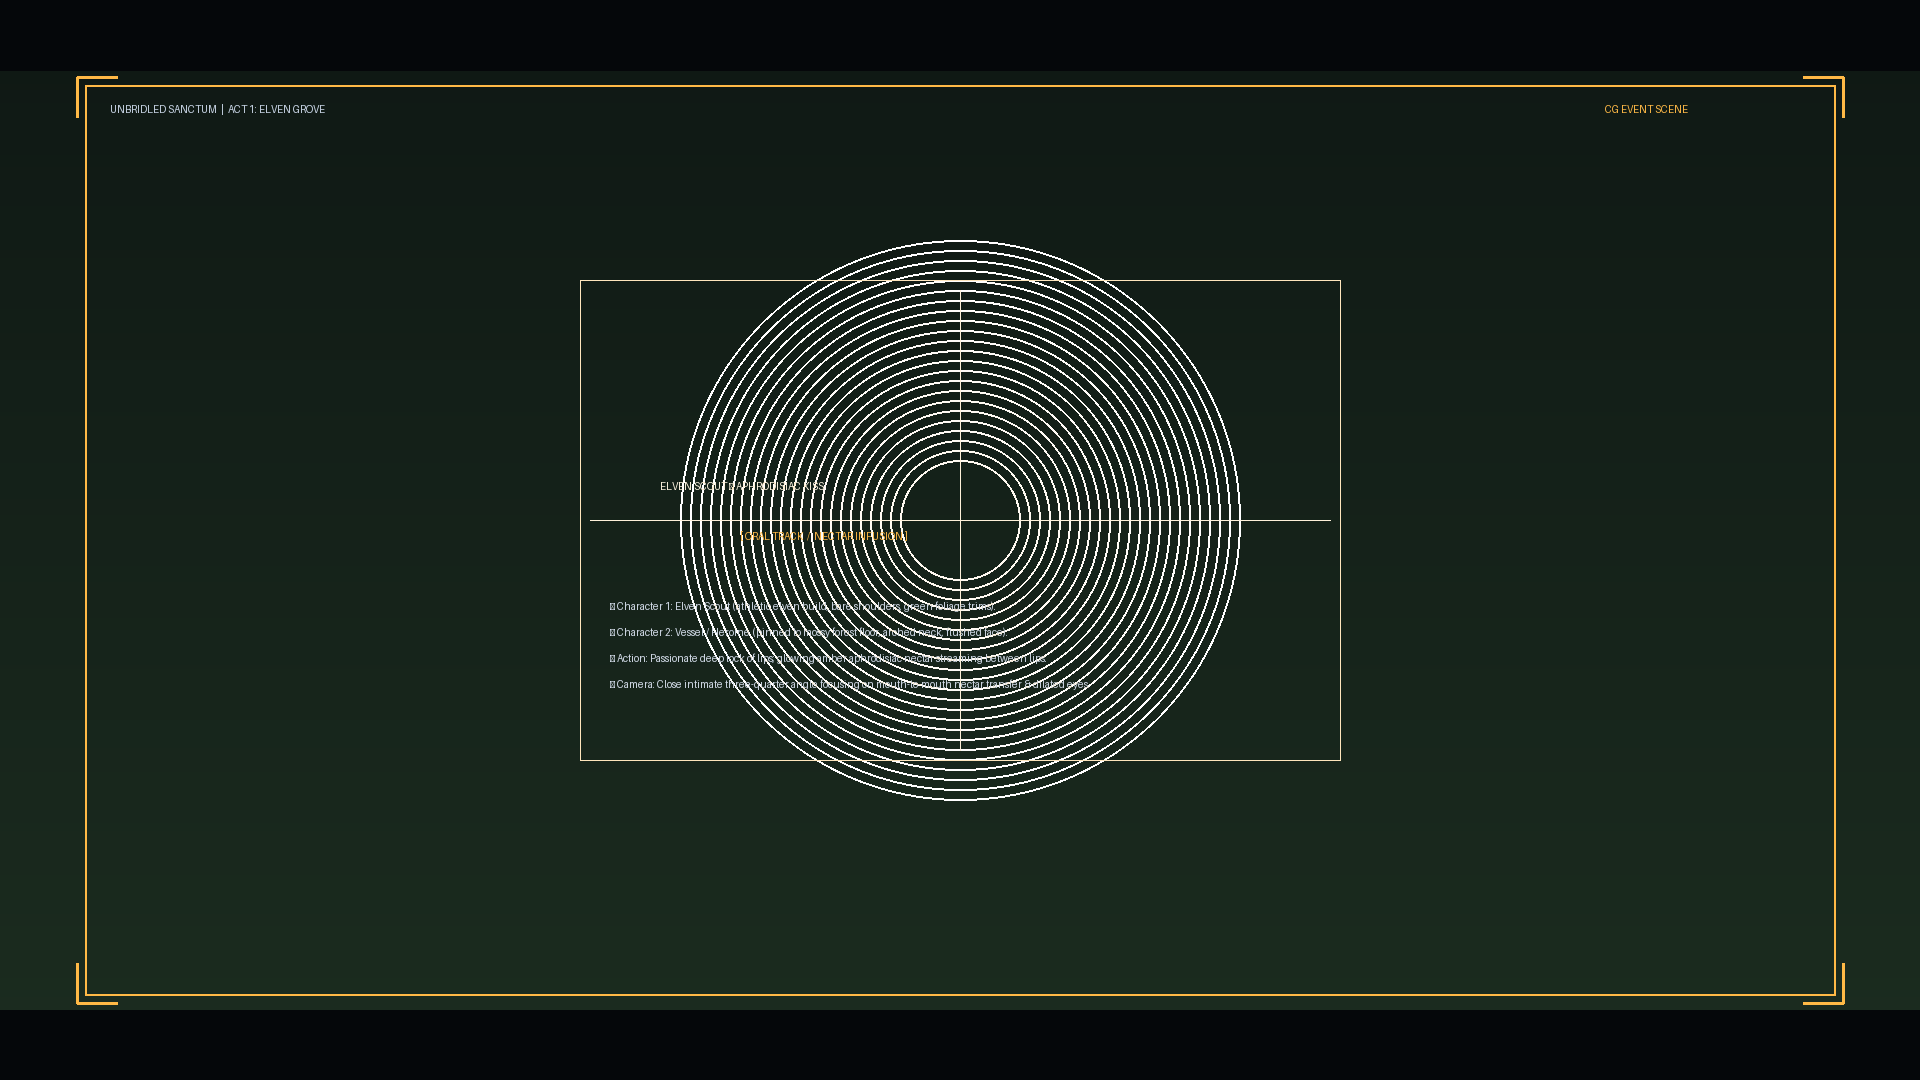 UNBRIDLED SANCTUM | ACT 1: ELVEN GROVE
CG EVENT SCENE
ELVEN SCOUT APHRODISIAC KISS
[ORAL TRACK / NECTAR INFUSION]
Character 1: Elven Scout (athletic elven build, bare shoulders, green foliage trims).
Character 2: Vessel / Heroine (pinned to mossy forest floor, arched neck, flushed face).
Action: Passionate deep lock of lips, glowing amber aphrodisiac nectar streaming between lips.
Camera: Close intimate three-quarter angle focusing on mouth-to-mouth nectar transfer & dilated eyes.